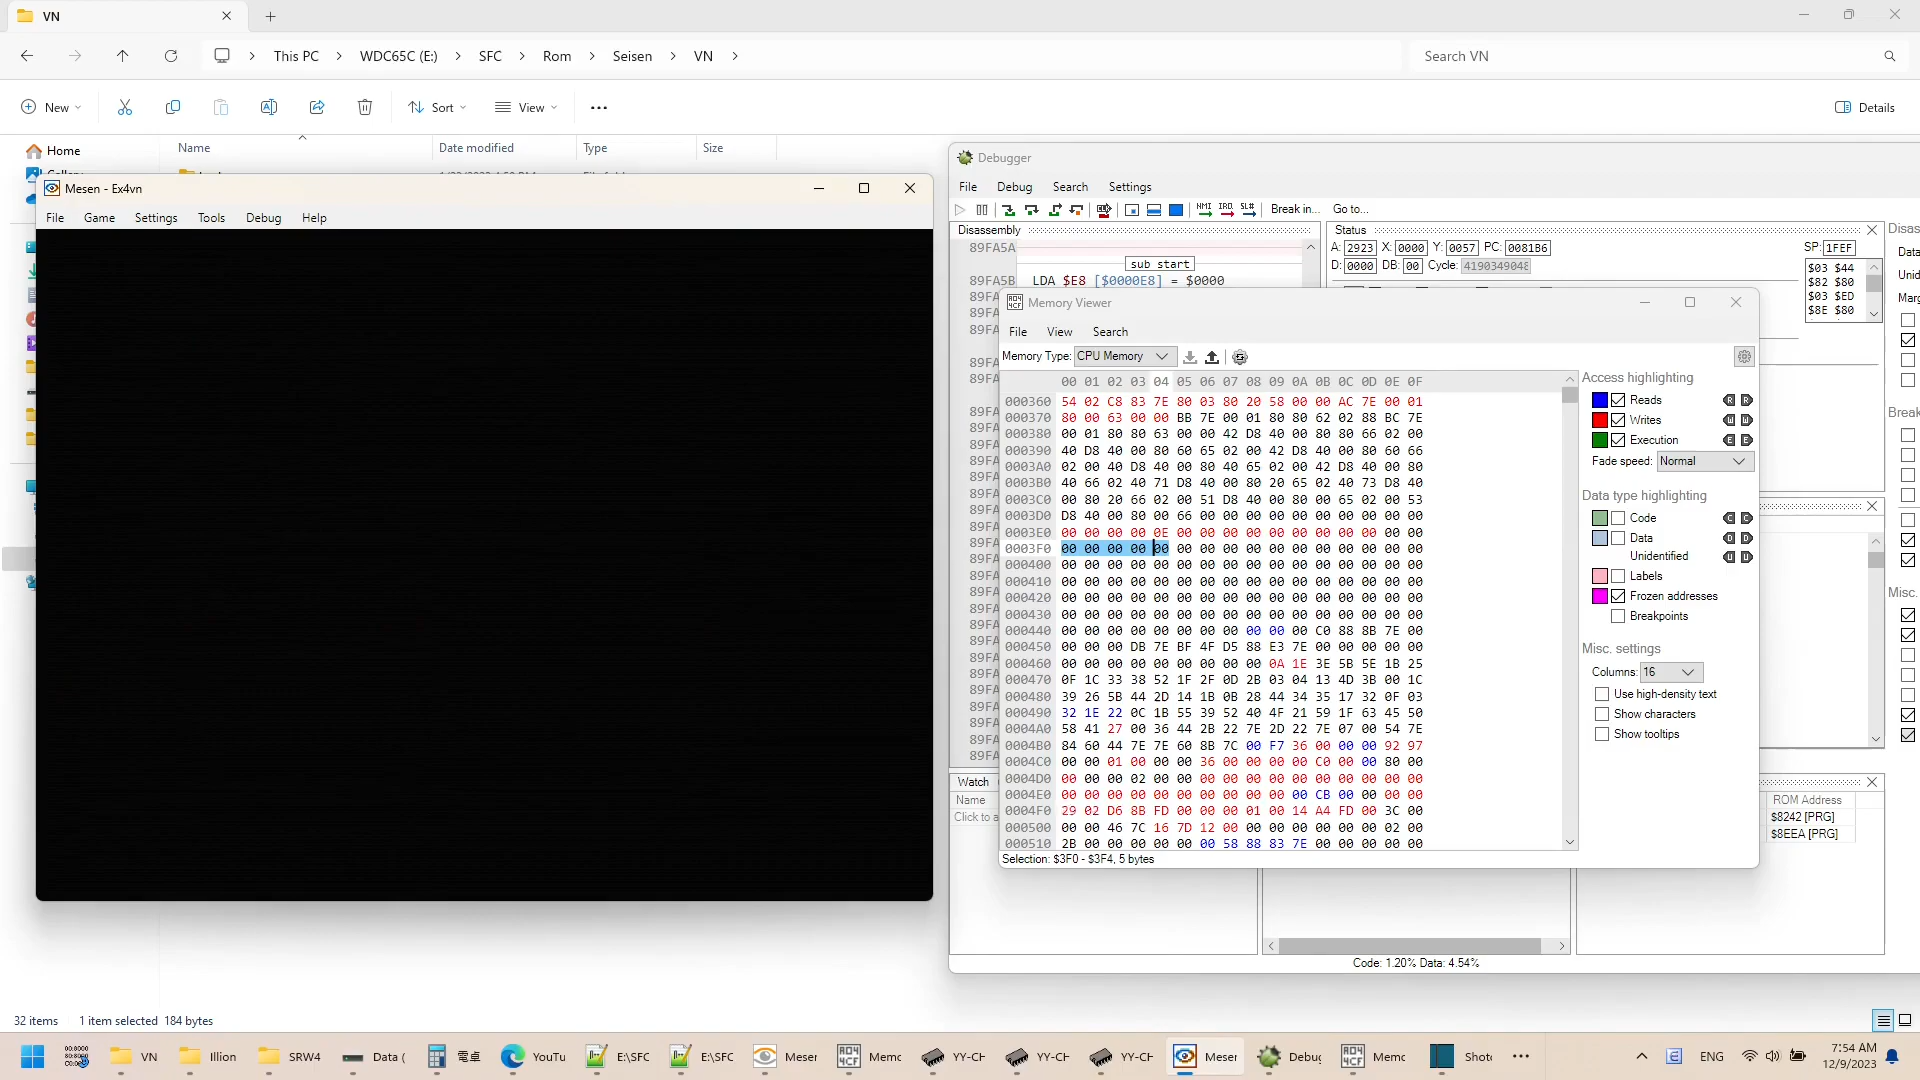 VN
This PC
WDC65C (E:)
SFC
Rom
Seisen
VN
Search VN
New
Sort
View
Details
Home
Name
Date modified
Type
Size
Mesen - Ex4vn
File
Game
Settings
Tools
Debug
Help
Debugger
File
Debug
Search
Settings
NMI IRQ
Break in...
Go to...
Disassembly
Status
A: 2923 X: 0000 Y: 0057 PC: 0081B6
SP: 1FEF
D: 0000 DB: 00 Cycle: 4190349048
$03 $44
$82 $80
$03 $ED
$8E $80
89FA5A
sub start
89FA5B LDA $E8 [$0000E8] = $0000
Memory Viewer
File
View
Search
Memory Type: CPU Memory
00 01 02 03 04 05 06 07 08 09 0A 0B 0C 0D 0E 0F
000360 54 02 C8 83 7E 80 03 80 20 58 00 00 AC 7E 00 01
000370 80 00 63 00 00 BB 7E 00 01 80 80 62 02 88 BC 7E
000380 00 01 80 80 63 00 00 42 D8 40 00 80 80 66 02 00
000390 40 D8 40 00 80 60 65 02 00 42 D8 40 00 80 60 66
0003A0 02 00 40 D8 40 00 80 40 65 02 00 42 D8 40 00 80
0003B0 40 66 02 40 71 D8 40 00 80 20 65 02 40 73 D8 40
0003C0 00 80 20 66 02 00 51 D8 40 00 80 00 65 02 00 53
0003D0 D8 40 00 80 00 66 00 00 00 00 00 00 00 00 00 00
0003E0 00 00 00 00 0E 00 00 00 00 00 00 00 00 00 00 00
0003F0 00 00 00 00 00 00 00 00 00 00 00 00 00 00 00 00
000400 00 00 00 00 00 00 00 00 00 00 00 00 00 00 00 00
000410 00 00 00 00 00 00 00 00 00 00 00 00 00 00 00 00
000420 00 00 00 00 00 00 00 00 00 00 00 00 00 00 00 00
000430 00 00 00 00 00 00 00 00 00 00 00 00 00 00 00 00
000440 00 00 00 00 00 00 00 00 00 00 00 C0 88 8B 7E 00
000450 00 00 00 DB 7E BF 4F D5 88 E3 7E 00 00 00 00 00
000460 00 00 00 00 00 00 00 00 00 0A 1E 3E 5B 5E 1B 25
000470 0F 1C 33 38 52 1F 2F 0D 2B 03 04 13 4D 3B 00 1C
000480 39 26 5B 44 2D 14 1B 0B 28 44 34 35 17 32 0F 03
000490 32 1E 22 0C 1B 55 39 52 40 4F 21 59 1F 63 45 50
0004A0 58 41 27 00 36 44 2B 22 7E 2D 22 7E 07 00 54 7E
0004B0 84 60 44 7E 7E 60 8B 7C 00 F7 36 00 00 00 92 97
0004C0 00 00 01 00 00 00 36 00 00 00 00 C0 00 00 80 00
0004D0 00 00 00 02 00 00 00 00 00 00 00 00 00 00 00 00
0004E0 00 00 00 00 00 00 00 00 00 00 00 CB 00 00 00 00
0004F0 29 02 D6 8B FD 00 00 00 01 00 14 A4 FD 00 3C 00
000500 00 00 46 7C 16 7D 12 00 00 00 00 00 00 00 02 00
000510 2B 00 00 00 00 00 00 58 88 83 7E 00 00 00 00 00
Selection: $3F0 - $3F4, 5 bytes
Access highlighting
Reads
Writes
Execution
Fade speed: Normal
Data type highlighting
Code
Data
Unidentified
Labels
Frozen addresses
Breakpoints
Misc. settings
Columns: 16
Use high-density text
Show characters
Show tooltips
Watch
Name
ROM Address
$8242 [PRG]
$8EEA [PRG]
Code: 1.20% Data: 4.54%
32 items
1 item selected 184 bytes
VN
Illion
SRW4
Data (
電卓
YouTu
E:\SFC
E:\SFC
Meser
Memc
YY-CH
YY-CH
YY-CH
Meser
Debug
Memc
Shot
ENG
7:54 AM
12/9/2023